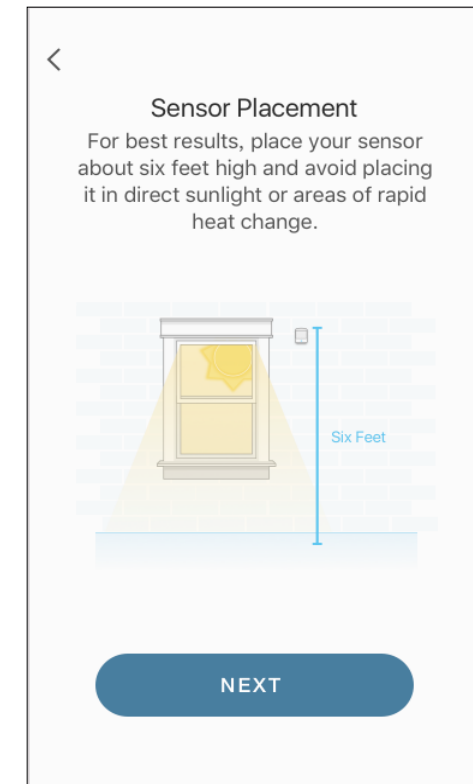 Sensor Placement
For best results, place your sensor
about six feet high and avoid placing
it in direct sunlight or areas of rapid
heat change.
Six Feet
NEXT